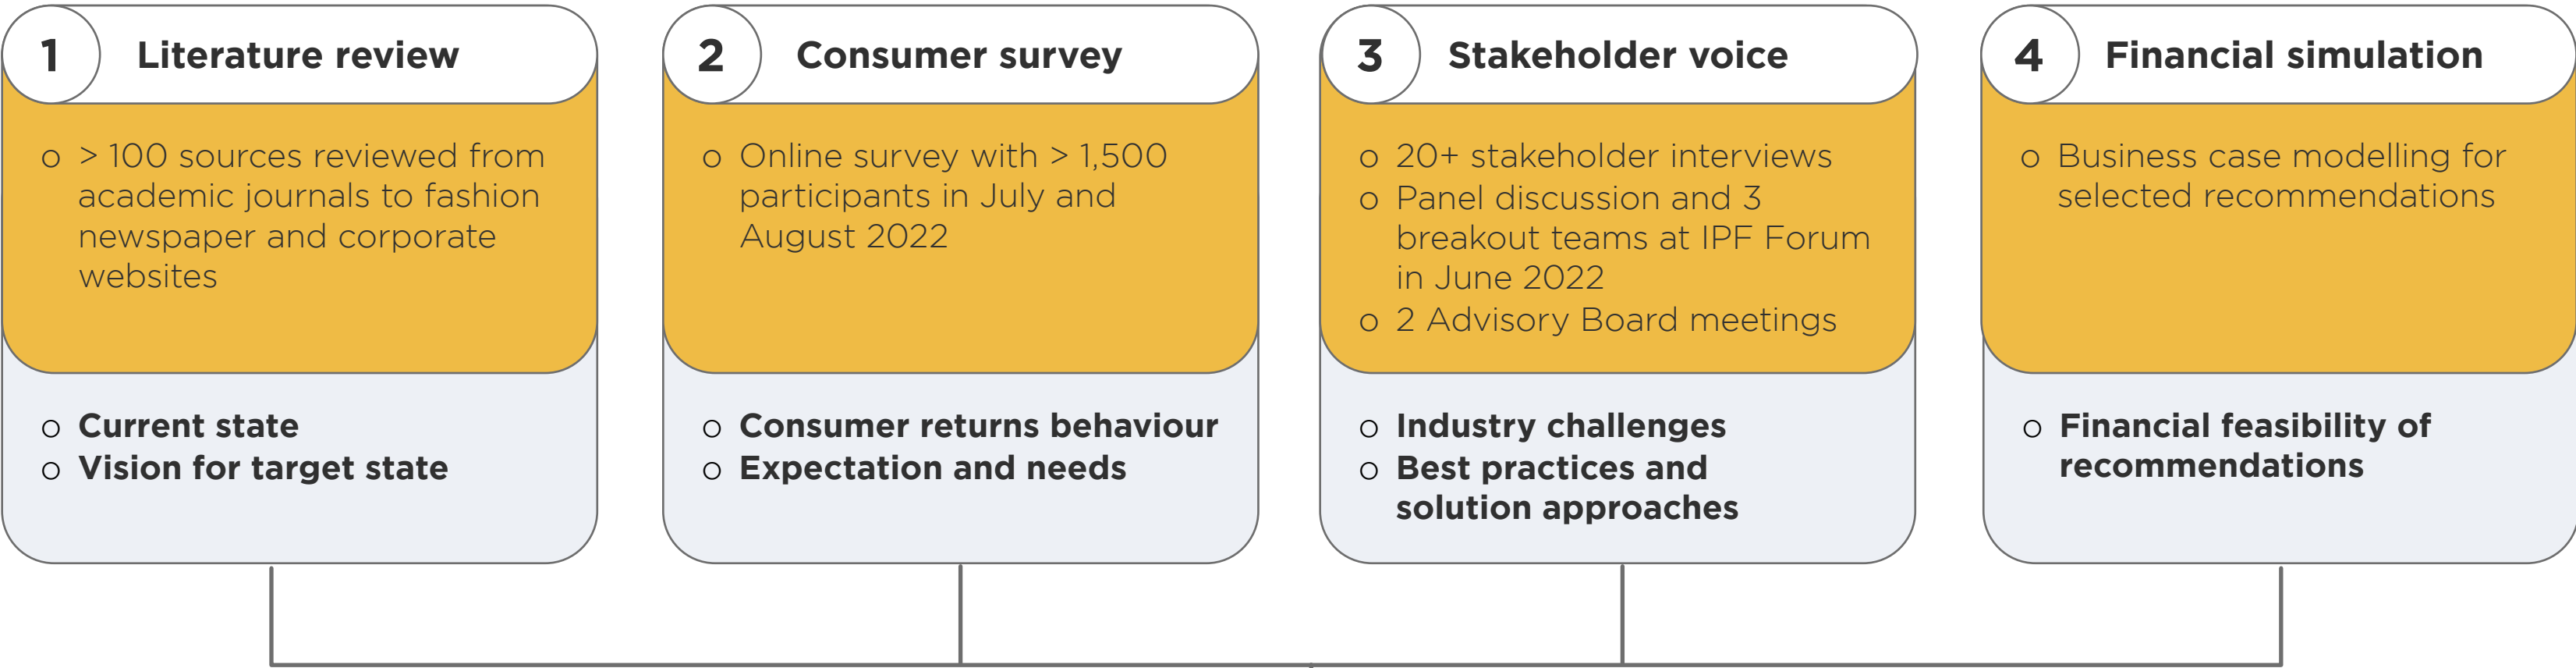 1 Literature review
o > 100 sources reviewed from
academic journals to fashion
newspaper and corporate
websites
o Current state
o Vision for target state
2 Consumer survey
o Online survey with > 1,500
participants in July and
August 2022
o Consumer returns behaviour
o Expectation and needs
3 Stakeholder voice
o 20+ stakeholder interviews
o Panel discussion and 3
breakout teams at IPF Forum
in June 2022
o 2 Advisory Board meetings
o Industry challenges
o Best practices and
solution approaches
4 Financial simulation
o Business case modelling for
selected recommendations
o Financial feasibility of
recommendations